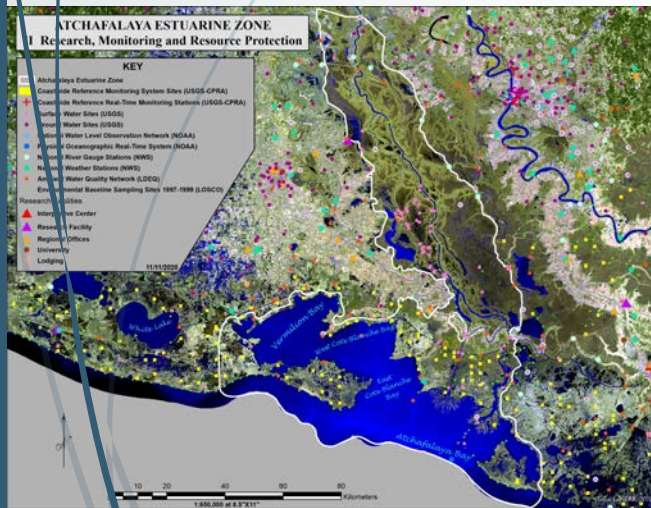 ATCHAFALAYA ESTUARINE ZONE
I Research, Monitoring and Resource Protection
KEY
Atchafalaya Estuarine Zone
Coastwide Reference Monitoring System Sites (USGS-CPRA)
Coastwide Reference Real-Time Monitoring Stations (USGS-CPRA)
Surface Water Sites (USGS)
Ground Water Sites (USGS)
National Water Level Observation Network (NOAA)
Physical Oceanographic Real-Time System (NOAA)
National River Gauge Stations (NWS)
National Weather Stations (NWS)
Ambient Water Quality Network (LDEQ)
Environmental Baseline Sampling Sites 1997-1999 (LOSCO)
Research Facilities
Interpretive Center
Research Facility
Regional Offices
University
Lodging
11/11/2020
White Lake
Vermilion Bay
West Cote Blanche Bay
East
Cote Blanche
Bay
Atchafalaya Bay
0 10 20 40 60 80
Kilometers
1:650,000 at 8.5"X11"